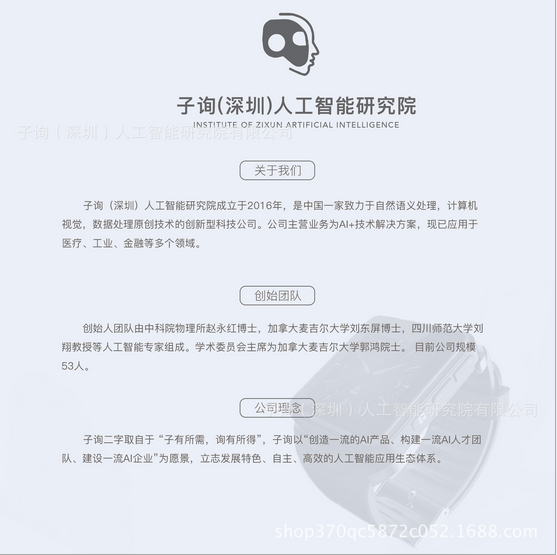 子询(深圳)人工智能研究院
INSTITUTE OF ZIXUN ARTIFICIAL INTELLIGENCE
子询（深圳）人工智能研究院有限公司
关于我们
子询（深圳）人工智能研究院成立于2016年，是中国一家致力于自然语义处理，计算机
视觉，数据处理原创技术的创新型科技公司。公司主营业务为AI+技术解决方案，现已应用于
医疗、工业、金融等多个领域。
创始团队
创始人团队由中科院物理所赵永红博士，加拿大麦吉尔大学刘东屏博士，四川师范大学刘
翔教授等人工智能专家组成。学术委员会主席为加拿大麦吉尔大学郭鸿院士。 目前公司规模
53人。
公司理念
（深圳）人工智能研究院有限公司
子询二字取自于 “子有所需，询有所得”，子询以“创造一流的AI产品、构建一流AI人才团
队、建设一流AI企业”为愿景，立志发展特色、自主、高效的人工智能应用生态体系。
shop370qc5872c052.1688.com